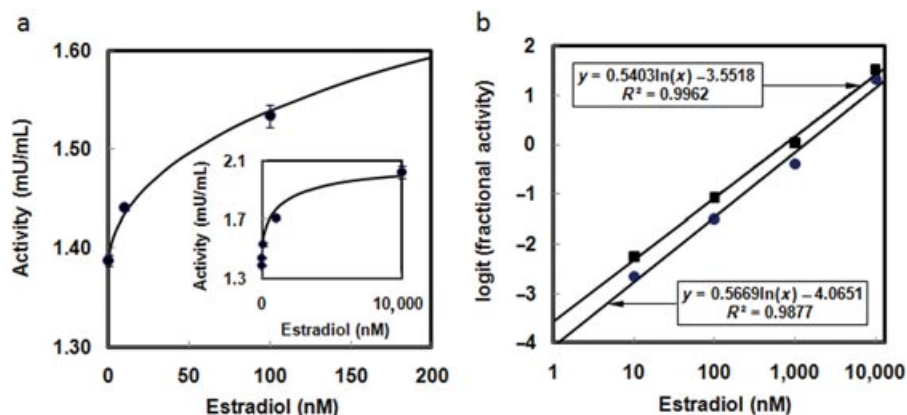 a
1.60
1.50
1.40
1.30
Activity (mU/mL)
0
50
100
150
200
Estradiol (nM)
2.1
1.7
1.3
Activity (mU/mL)
0
10,000
Estradiol (nM)
b
2
1
0
–1
–2
–3
–4
logit (fractional activity)
y = 0.5403ln(x) –3.5518
R² = 0.9962
y = 0.5669ln(x) –4.0651
R² = 0.9877
1
10
100
1,000
10,000
Estradiol (nM)